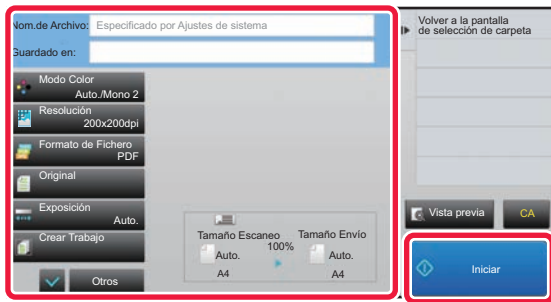 Nom.de Archivo: Especificado por Ajustes de sistema
Guardado en:
Modo Color
Auto./Mono 2
Resolución
200x200dpi
Formato de Fichero
PDF
Original
Exposición
Auto.
Crear Trabajo
Otros
Tamaño Escaneo
100%
Tamaño Envio
Auto.
Auto.
A4
A4
Volver a la pantalla
de selección de carpeta
Vista previa
CA
Iniciar